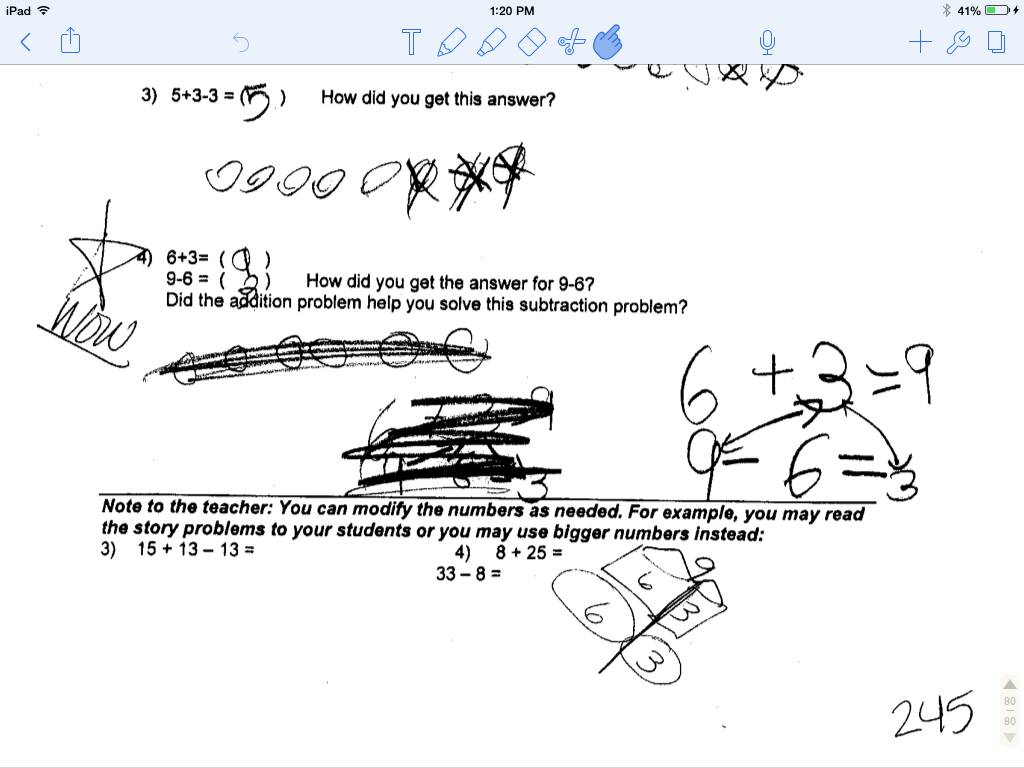 iPad 1:20 PM 41%
T
3) 5+3-3 = (5) How did you get this answer?
4) 6+3= (9)
9-6 = (3) How did you get the answer for 9-6?
3
Did the addition problem help you solve this subtraction problem?
Wow
6 + 3 = 9
9 = 6 = 3
9
3
Note to the teacher: You can modify the numbers as needed. For example, you may read
the story problems to your students or you may use bigger numbers instead:
3) 15 + 13 – 13 = 4) 8 + 25 =
33 – 8 =
6 9
6 3
3
245
80
80